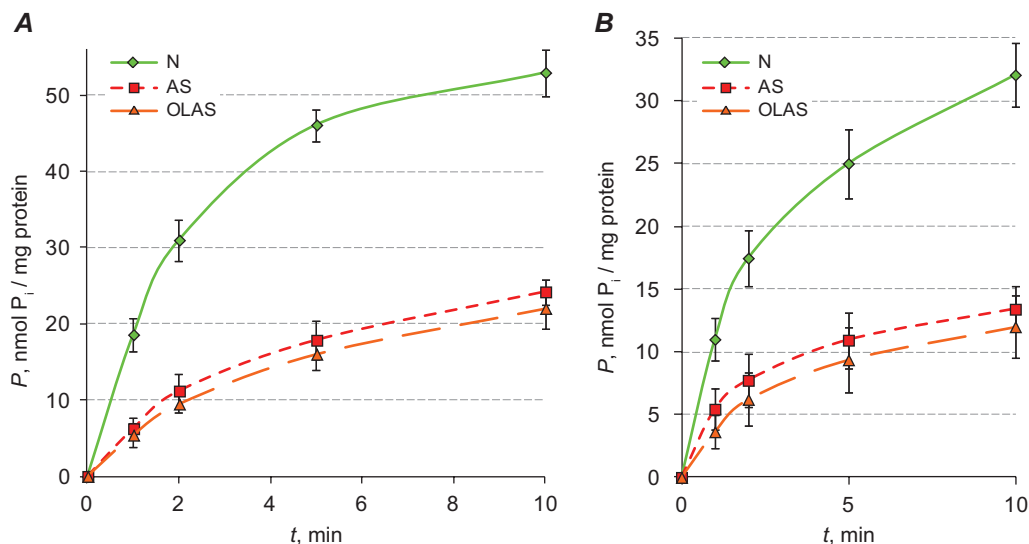 A
P, nmol Pi / mg protein
N
AS
OLAS
50
40
30
20
10
0
0 2 4 6 8 10
t, min
B
P, nmol Pi / mg protein
N
AS
OLAS
35
30
25
20
15
10
5
0
0 5 10
t, min